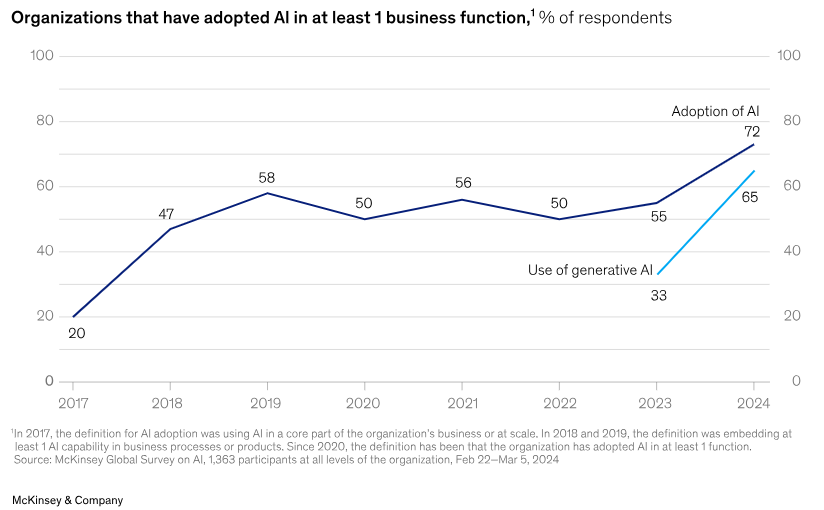 Organizations that have adopted AI in at least 1 business function,¹ % of respondents
100 100
Adoption of AI
80 72 80
58
56
60 47 50 50 60
55 65
40 40
Use of generative AI
33
20 20
20
0 0
2017 2018 2019 2020 2021 2022 2023 2024
¹In 2017, the definition for AI adoption was using AI in a core part of the organization's business or at scale. In 2018 and 2019, the definition was embedding at
least 1 AI capability in business processes or products. Since 2020, the definition has been that the organization has adopted AI in at least 1 function.
Source: McKinsey Global Survey on AI, 1,363 participants at all levels of the organization, Feb 22–Mar 5, 2024
McKinsey & Company